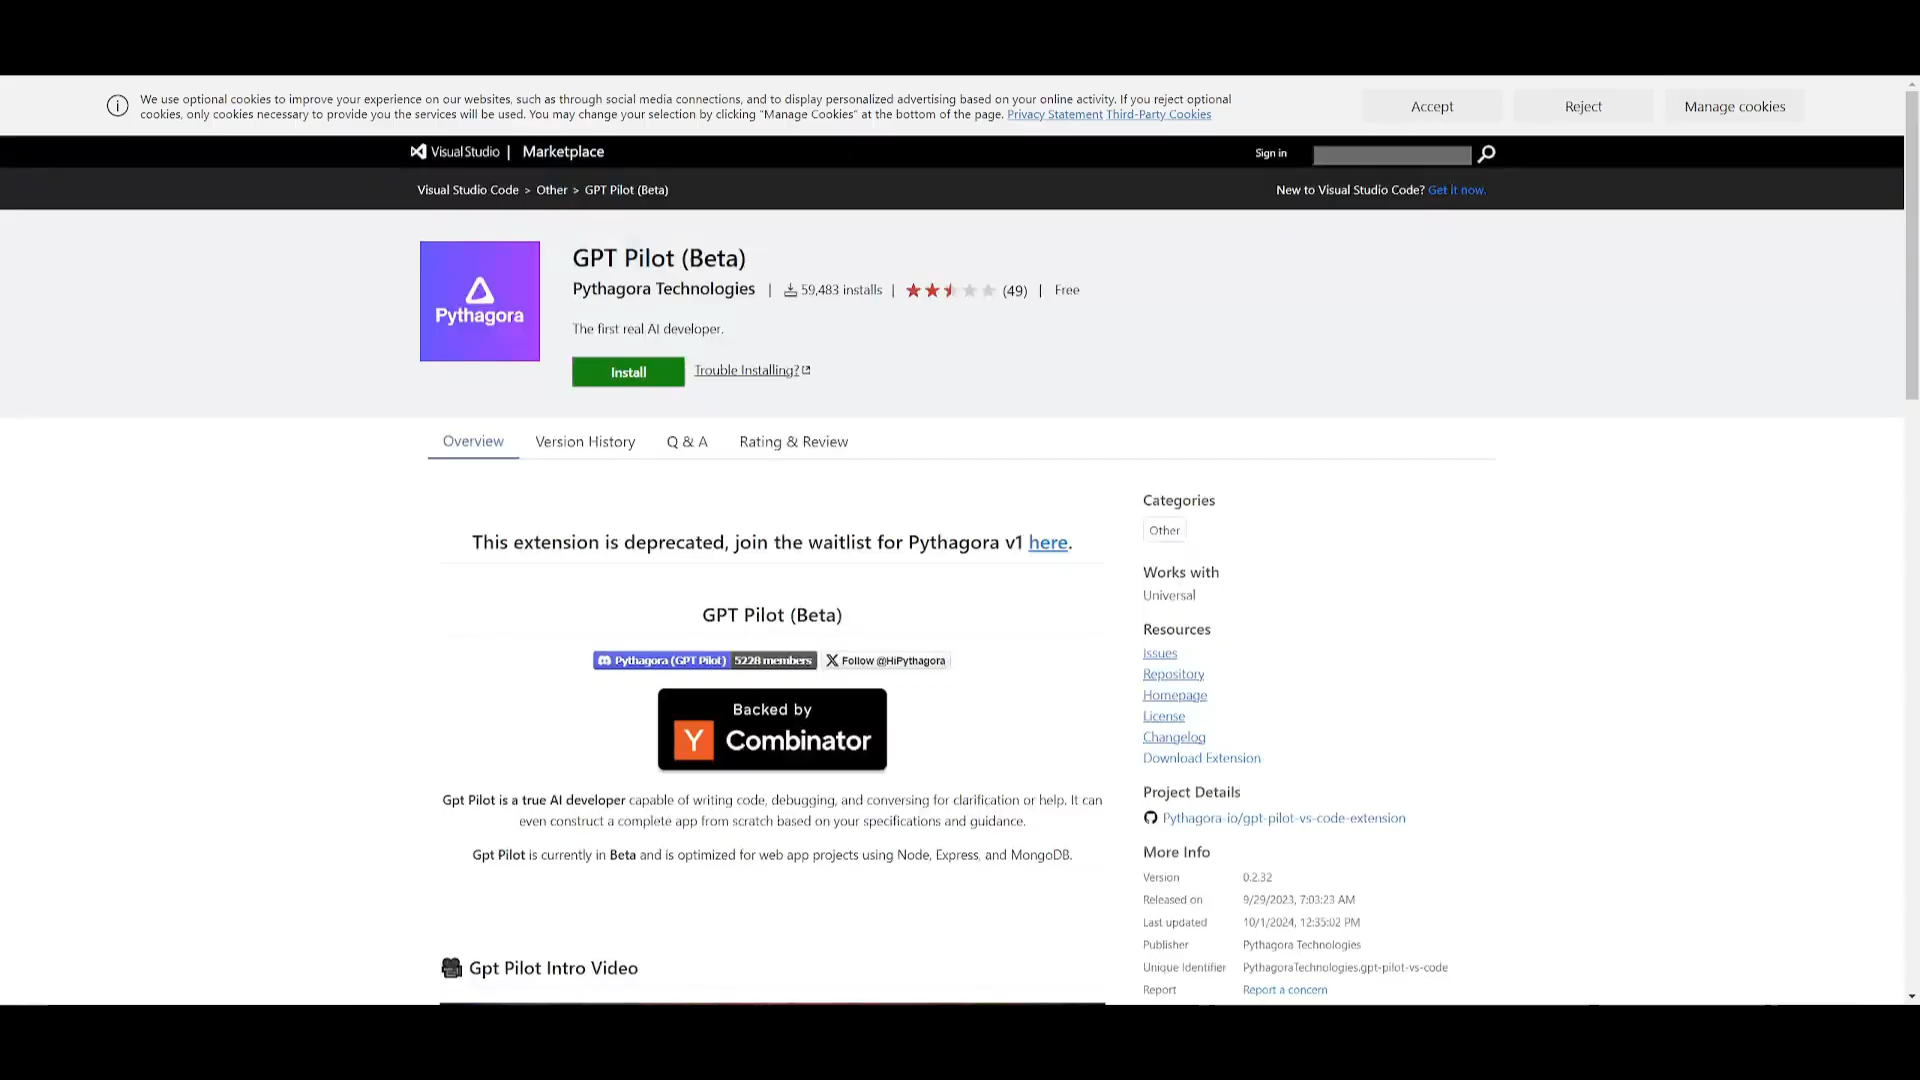 We use optional cookies to improve your experience on our websites, such as through social media connections, and to display personalized advertising based on your online activity. If you reject optional
cookies, only cookies necessary to provide you the services will be used. You may change your selection by clicking "Manage Cookies" at the bottom of the page. Privacy Statement Third-Party Cookies
Accept
Reject
Manage cookies
Visual Studio | Marketplace
Sign in
Visual Studio Code > Other > GPT Pilot (Beta)
New to Visual Studio Code? Get it now.
Pythagora
GPT Pilot (Beta)
Pythagora Technologies | 59,483 installs | (49) | Free
The first real AI developer.
Install
Trouble Installing?
Overview
Version History
Q & A
Rating & Review
This extension is deprecated, join the waitlist for Pythagora v1 here.
GPT Pilot (Beta)
Pythagora (GPT Pilot) 5228 members
X Follow @HiPythagora
Backed by
Y Combinator
Gpt Pilot is a true AI developer capable of writing code, debugging, and conversing for clarification or help. It can
even construct a complete app from scratch based on your specifications and guidance.
Gpt Pilot is currently in Beta and is optimized for web app projects using Node, Express, and MongoDB.
Gpt Pilot Intro Video
Categories
Other
Works with
Universal
Resources
Issues
Repository
Homepage
License
Changelog
Download Extension
Project Details
Pythagora-io/gpt-pilot-vs-code-extension
More Info
Version 0.2.32
Released on 9/29/2023, 7:03:23 AM
Last updated 10/1/2024, 12:35:02 PM
Publisher Pythagora Technologies
Unique Identifier PythagoraTechnologies.gpt-pilot-vs-code
Report Report a concern